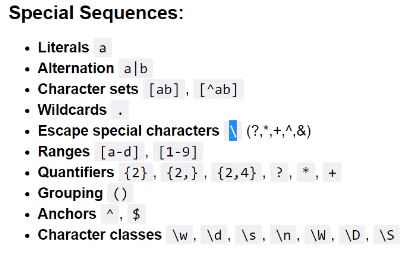 Special Sequences:
• Literals a
• Alternation a|b
• Character sets [ab] , [^ab]
• Wildcards .
• Escape special characters \ (?,*,+,^,&)
• Ranges [a-d] , [1-9]
• Quantifiers {2} , {2,} , {2,4} , ? , * , +
• Grouping ()
• Anchors ^ , $
• Character classes \w , \d , \s , \n , \W , \D , \S